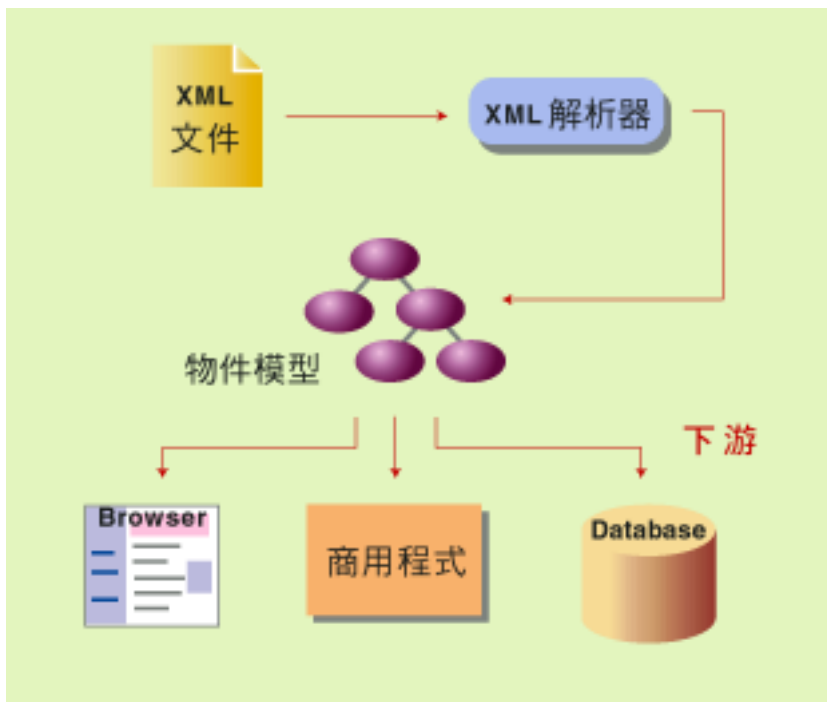 XML
文件
XML 解析器
物件模型
下游
Browser
商用程式
Database